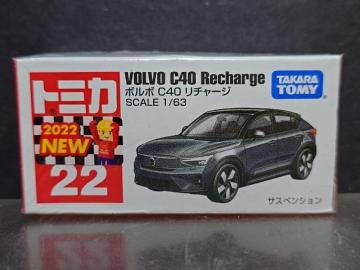 トミカ
2022
NEW
22
VOLVO C40 Recharge
ボルボ C40 リチャージ
SCALE 1/63
TAKARA
TOMY
サスペンション